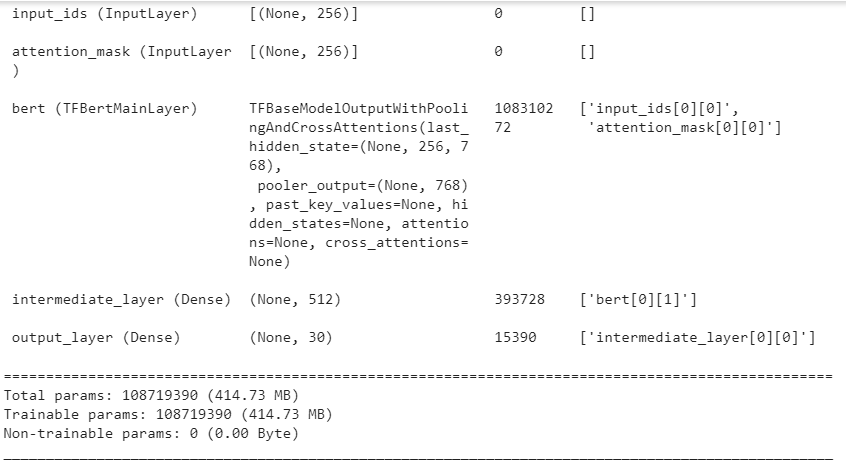 input_ids (InputLayer)       [(None, 256)]                0         []
attention_mask (InputLayer   [(None, 256)]                0         []
)
bert (TFBertMainLayer)       TFBaseModelOutputWithPooli   1083102   ['input_ids[0][0]',
                             ngAndCrossAttentions(last_   72         'attention_mask[0][0]']
                             hidden_state=(None, 256, 7
                             68),
                              pooler_output=(None, 768)
                             , past_key_values=None, hi
                             dden_states=None, attentio
                             ns=None, cross_attentions=
                             None)
intermediate_layer (Dense)   (None, 512)                  393728    ['bert[0][1]']
output_layer (Dense)         (None, 30)                   15390     ['intermediate_layer[0][0]']
==================================================================================================
Total params: 108719390 (414.73 MB)
Trainable params: 108719390 (414.73 MB)
Non-trainable params: 0 (0.00 Byte)
__________________________________________________________________________________________________